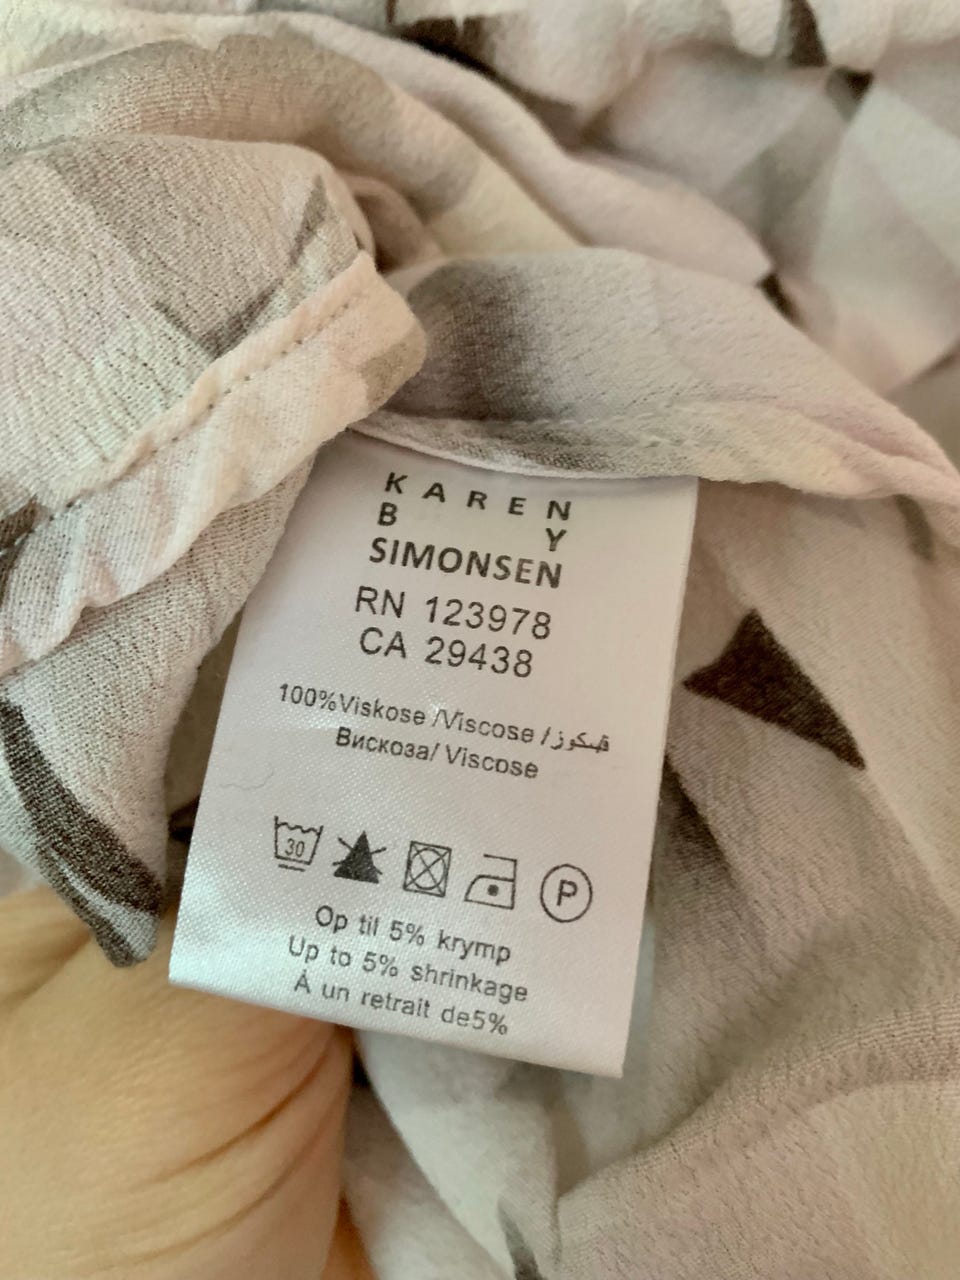 KAREN
B Y
SIMONSEN
RN 123978
CA 29438
100%Viskose /Viscose /ڤيسكوز
Вискоза/ Viscose
30 P
Op til 5% krymp
Up to 5% shrinkage
À un retrait de5%